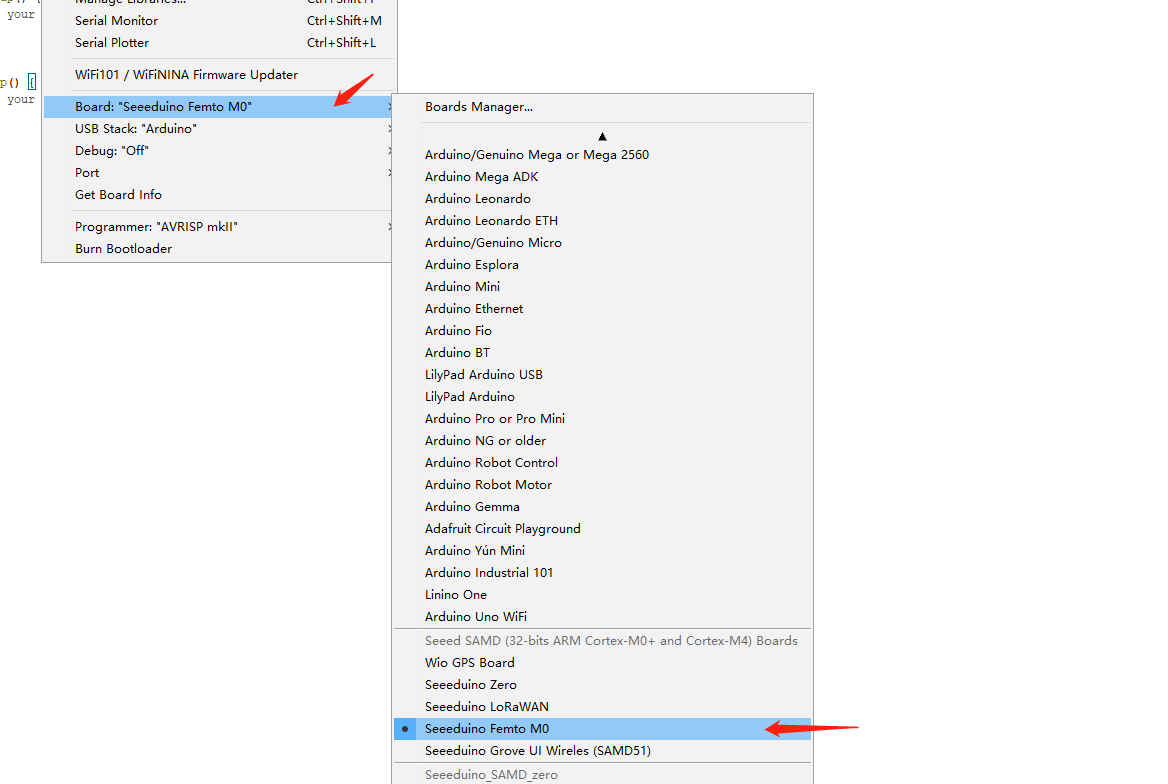 your
Serial Monitor Ctrl+Shift+M
Serial Plotter Ctrl+Shift+L
WiFi101 / WiFiNINA Firmware Updater
p() {
your
Board: "Seeeduino Femto M0"
USB Stack: "Arduino"
Debug: "Off"
Port
Get Board Info
Programmer: "AVRISP mkII"
Burn Bootloader
Boards Manager...
Arduino/Genuino Mega or Mega 2560
Arduino Mega ADK
Arduino Leonardo
Arduino Leonardo ETH
Arduino/Genuino Micro
Arduino Esplora
Arduino Mini
Arduino Ethernet
Arduino Fio
Arduino BT
LilyPad Arduino USB
LilyPad Arduino
Arduino Pro or Pro Mini
Arduino NG or older
Arduino Robot Control
Arduino Robot Motor
Arduino Gemma
Adafruit Circuit Playground
Arduino Yún Mini
Arduino Industrial 101
Linino One
Arduino Uno WiFi
Seeed SAMD (32-bits ARM Cortex-M0+ and Cortex-M4) Boards
Wio GPS Board
Seeeduino Zero
Seeeduino LoRaWAN
Seeeduino Femto M0
Seeeduino Grove UI Wireles (SAMD51)
Seeeduino_SAMD_zero